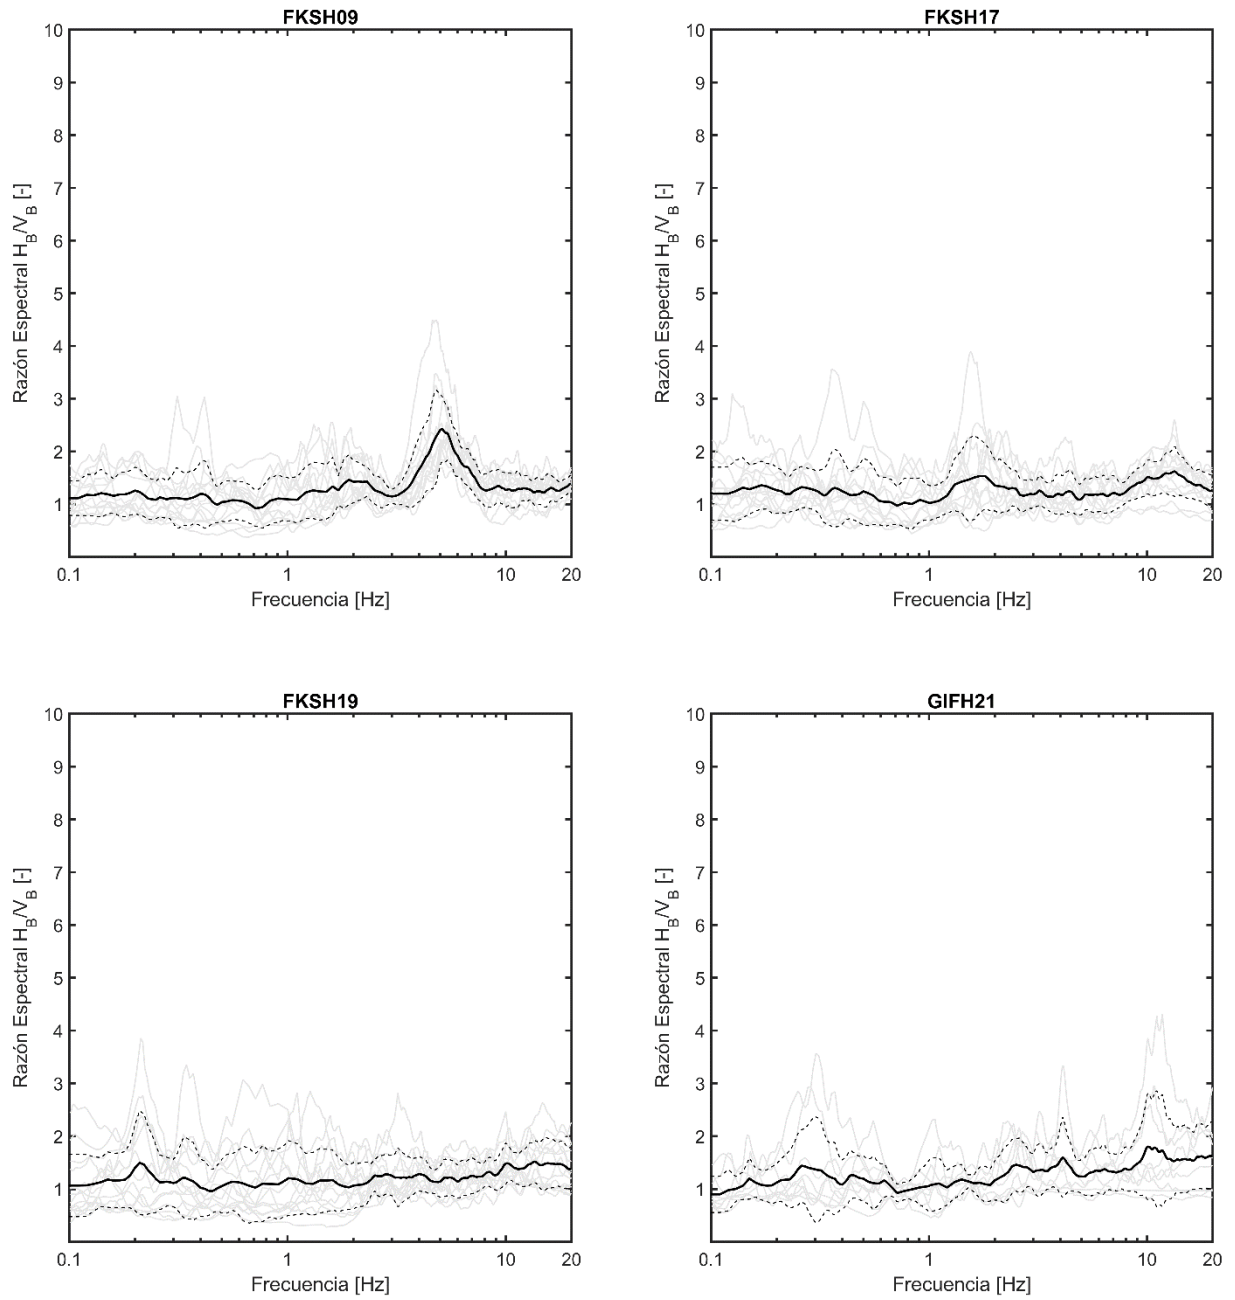 FKSH09
10
9
8
7
6
5
4
3
2
1
Razón Espectral H_B/V_B [-]
0.1 1 10 20
Frecuencia [Hz]
FKSH17
10
9
8
7
6
5
4
3
2
1
Razón Espectral H_B/V_B [-]
0.1 1 10 20
Frecuencia [Hz]
FKSH19
10
9
8
7
6
5
4
3
2
1
Razón Espectral H_B/V_B [-]
0.1 1 10 20
Frecuencia [Hz]
GIFH21
10
9
8
7
6
5
4
3
2
1
Razón Espectral H_B/V_B [-]
0.1 1 10 20
Frecuencia [Hz]